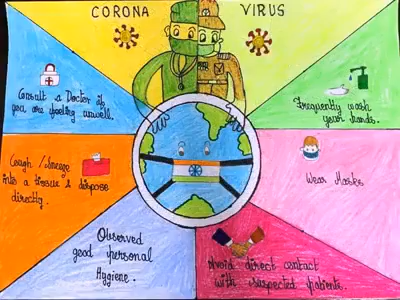 CORONA VIRUS
Consult a Doctor if
you are feeling unwell.
Frequently wash
your hands.
Cough /Sneeze
into a tissue & dispose
directly.
Wear Masks
Observed
good personal
Hygiene.
Avoid direct contact
with suspected patients.